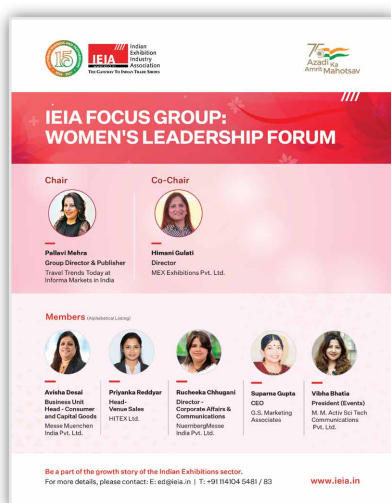 15
IEIA
Indian
Exhibition
Industry
Association
THE GATEWAY TO INDIAN TRADE SHOWS
75
Azadi Ka
Amrit Mahotsav
IEIA FOCUS GROUP:
WOMEN'S LEADERSHIP FORUM
Chair
Pallavi Mehra
Group Director & Publisher
Travel Trends Today at
Informa Markets in India
Co-Chair
Himani Gulati
Director
MEX Exhibitions Pvt. Ltd.
Members (Alphabetical Listing)
Avisha Desai
Business Unit
Head - Consumer
and Capital Goods
Messe Muenchen
India Pvt. Ltd.
Priyanka Reddyar
Head-
Venue Sales
HITEX Ltd.
Rucheeka Chhugani
Director -
Corporate Affairs &
Communications
NuernbergMesse
India Pvt. Ltd.
Suparna Gupta
CEO
G.S. Marketing
Associates
Vibha Bhatia
President (Events)
M. M. Activ Sci Tech
Communications
Pvt. Ltd.
Be a part of the growth story of the Indian Exhibitions sector.
For more details, please contact: E: ed@ieia.in | T: +91 114104 5481 / 83
www.ieia.in